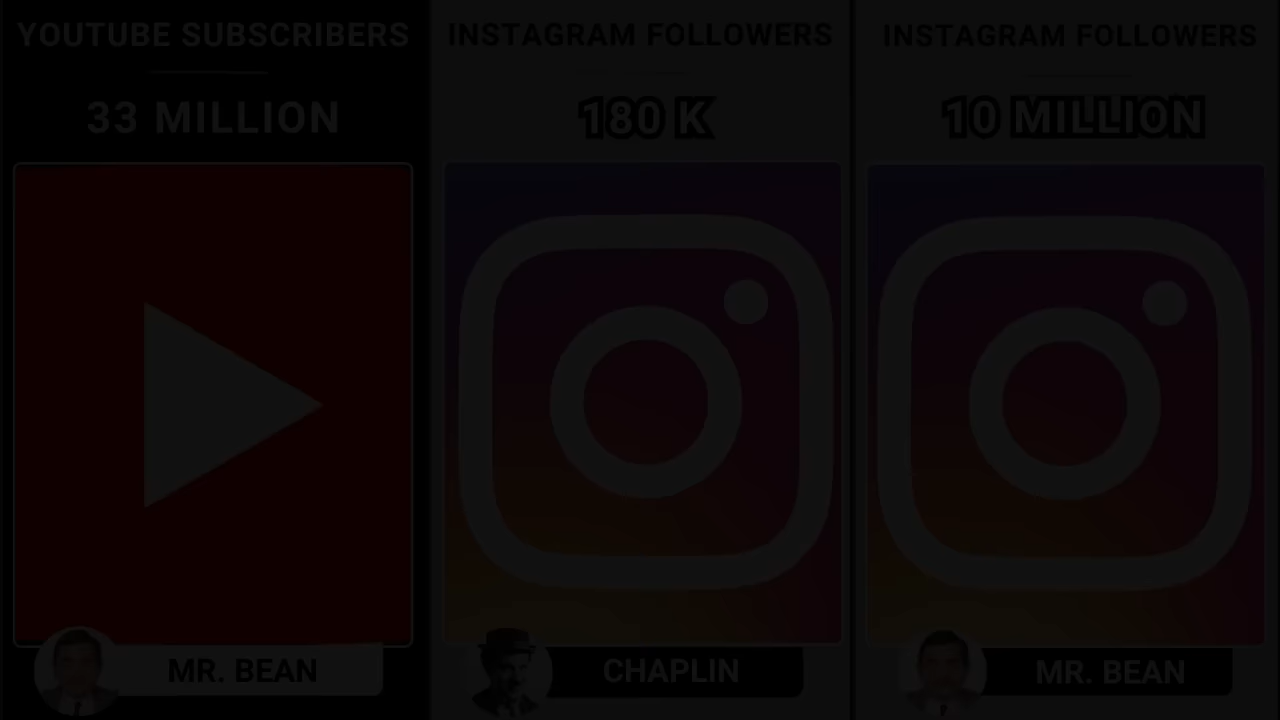 YOUTUBE SUBSCRIBERS
33 MILLION
MR. BEAN
INSTAGRAM FOLLOWERS
180 K
CHAPLIN
INSTAGRAM FOLLOWERS
10 MILLION
MR. BEAN